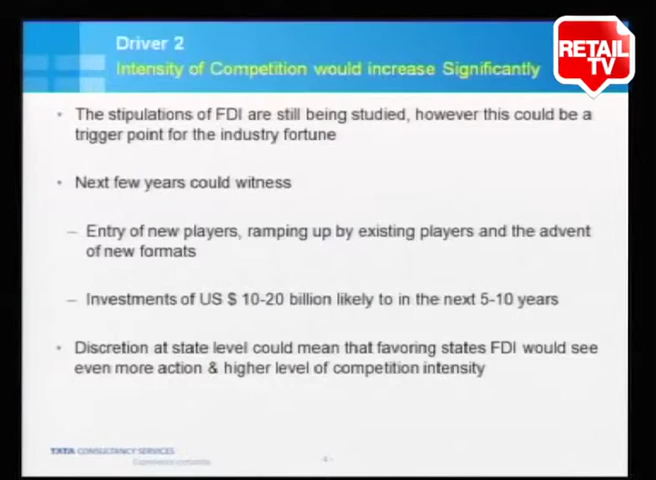 Driver 2
Intensity of Competition would increase Significantly
RETAIL
TV
• The stipulations of FDI are still being studied, however this could be a
trigger point for the industry fortune
• Next few years could witness
– Entry of new players, ramping up by existing players and the advent
of new formats
– Investments of US $ 10-20 billion likely to in the next 5-10 years
• Discretion at state level could mean that favoring states FDI would see
even more action & higher level of competition intensity
TATA CONSULTANCY SERVICES